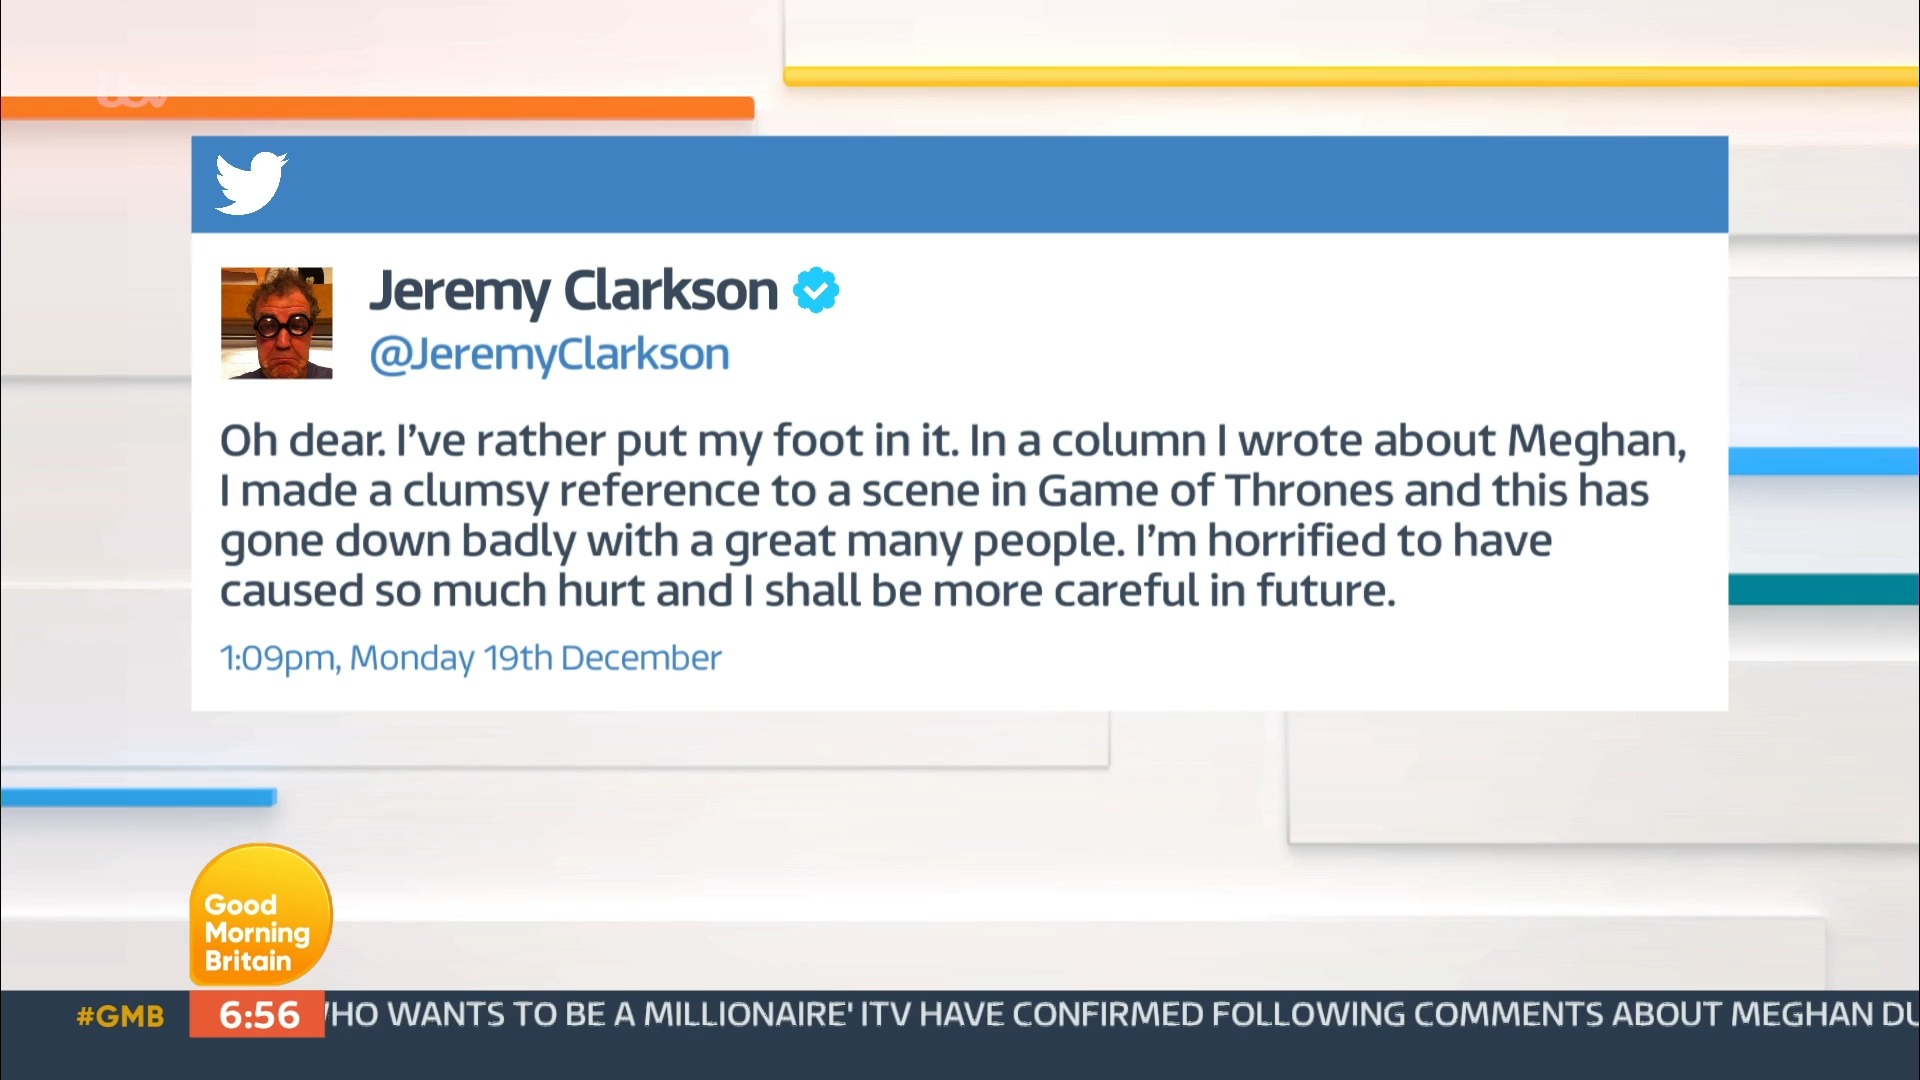 itv
Jeremy Clarkson
@JeremyClarkson
Oh dear. I've rather put my foot in it. In a column I wrote about Meghan,
I made a clumsy reference to a scene in Game of Thrones and this has
gone down badly with a great many people. I'm horrified to have
caused so much hurt and I shall be more careful in future.
1:09pm, Monday 19th December
Good
Morning
Britain
#GMB 6:56 WHO WANTS TO BE A MILLIONAIRE' ITV HAVE CONFIRMED FOLLOWING COMMENTS ABOUT MEGHAN DU